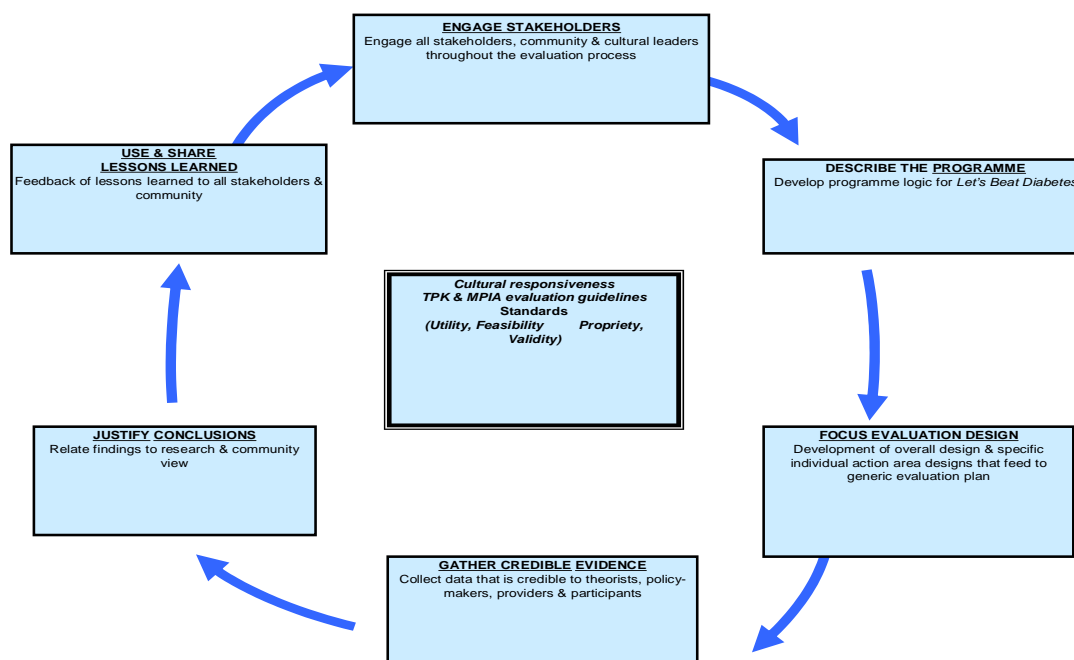 ENGAGE STAKEHOLDERS
Engage all stakeholders, community & cultural leaders
throughout the evaluation process
USE & SHARE
LESSONS LEARNED
Feedback of lessons learned to all stakeholders &
community
DESCRIBE THE PROGRAMME
Develop programme logic for Let's Beat Diabetes
Cultural responsiveness
TPK & MPIA evaluation guidelines
Standards
(Utility, Feasibility Propriety,
Validity)
JUSTIFY CONCLUSIONS
Relate findings to research & community
view
FOCUS EVALUATION DESIGN
Development of overall design & specific
individual action area designs that feed to
generic evaluation plan
GATHER CREDIBLE EVIDENCE
Collect data that is credible to theorists, policy-
makers, providers & participants